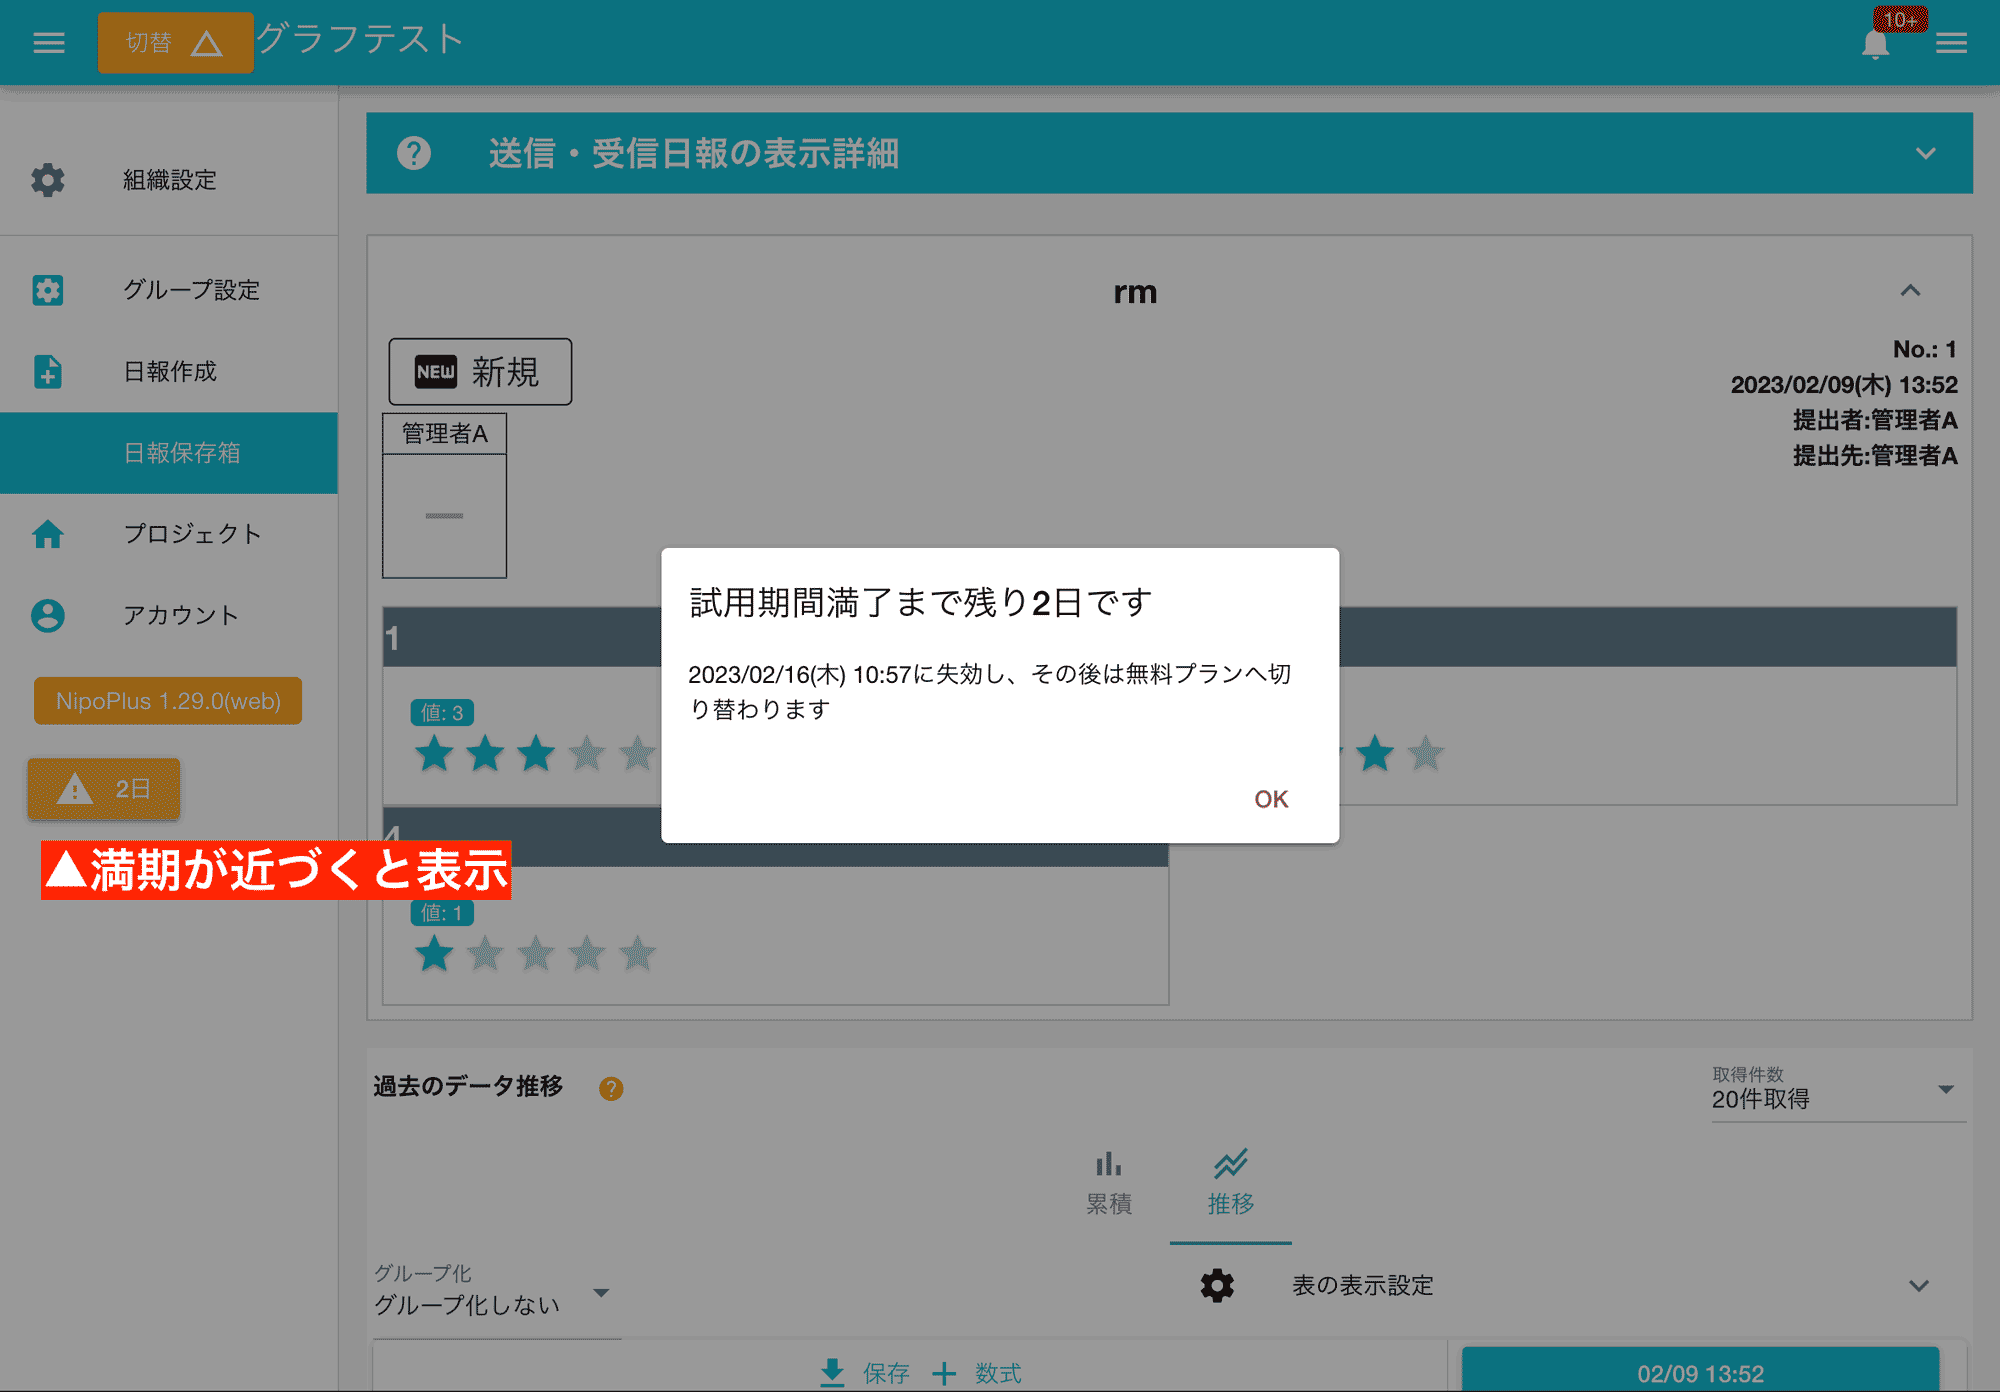 切替
グラフテスト
10+
組織設定
グループ設定
日報作成
日報保存箱
プロジェクト
アカウント
NipoPlus 1.29.0(web)
2日
▲満期が近づくと表示
送信・受信日報の表示詳細
rm
NEW 新規
No.: 1
2023/02/09(木) 13:52
提出者:管理者A
提出先:管理者A
管理者A
1
値: 3
4
値: 1
試用期間満了まで残り2日です
2023/02/16(木) 10:57に失効し、その後は無料プランへ切
り替わります
OK
過去のデータ推移
取得件数
20件取得
累積
推移
グループ化
グループ化しない
表の表示設定
保存
数式
02/09 13:52